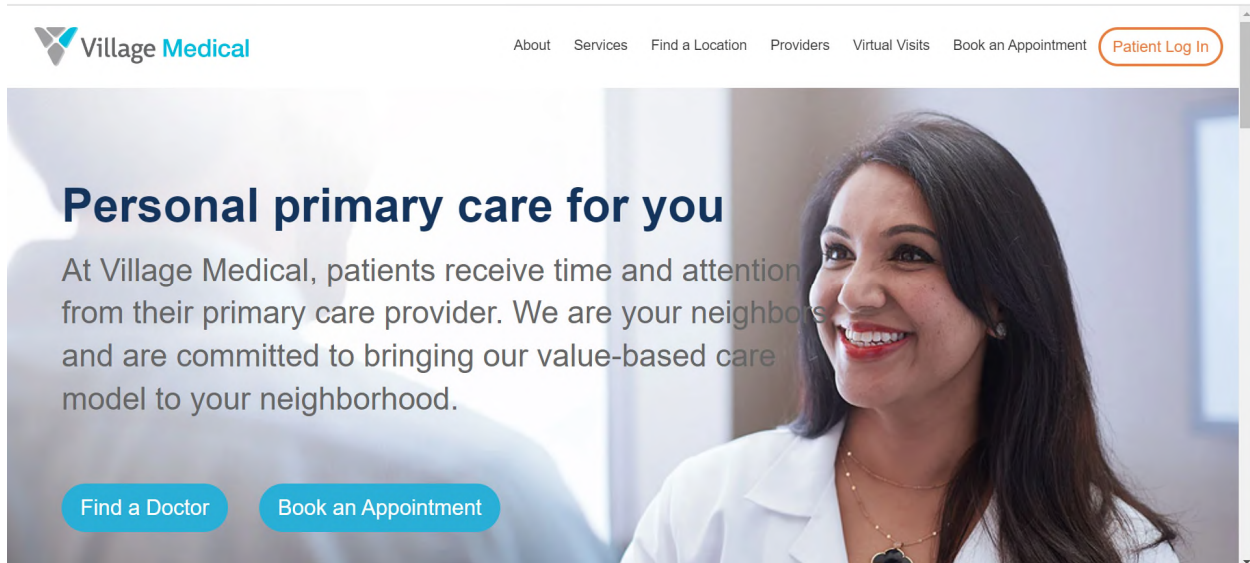 Village Medical
About Services Find a Location Providers Virtual Visits Book an Appointment Patient Log In
Personal primary care for you
At Village Medical, patients receive time and attention
from their primary care provider. We are your neighbors
and are committed to bringing our value-based care
model to your neighborhood.
Find a Doctor Book an Appointment